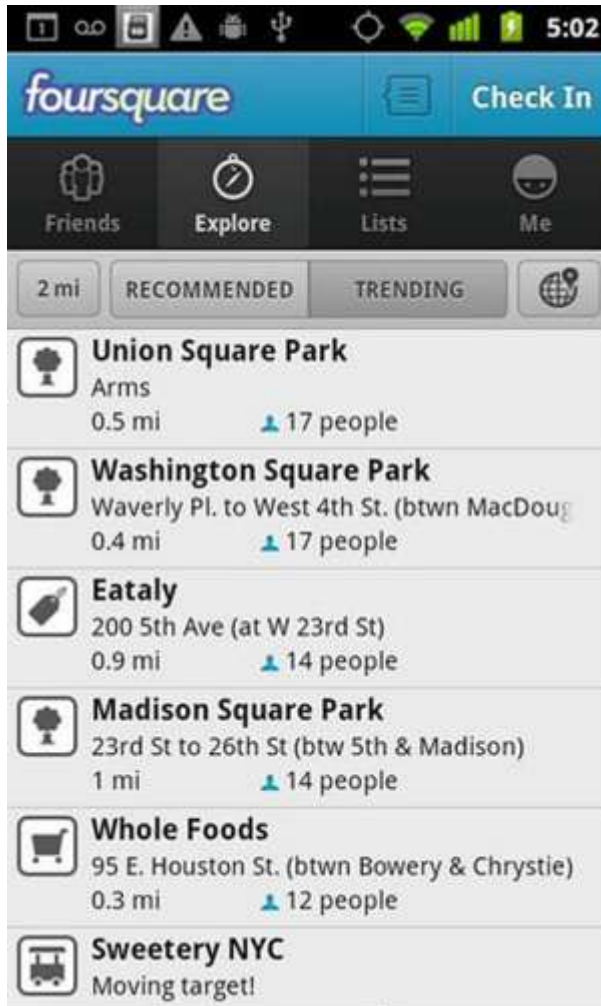 1
5:02
foursquare
Check In
Friends
Explore
Lists
Me
2 mi
RECOMMENDED
TRENDING
Union Square Park
Arms
0.5 mi 17 people
Washington Square Park
Waverly Pl. to West 4th St. (btwn MacDoug
0.4 mi 17 people
Eataly
200 5th Ave (at W 23rd St)
0.9 mi 14 people
Madison Square Park
23rd St to 26th St (btw 5th & Madison)
1 mi 14 people
Whole Foods
95 E. Houston St. (btwn Bowery & Chrystie)
0.3 mi 12 people
Sweetery NYC
Moving target!